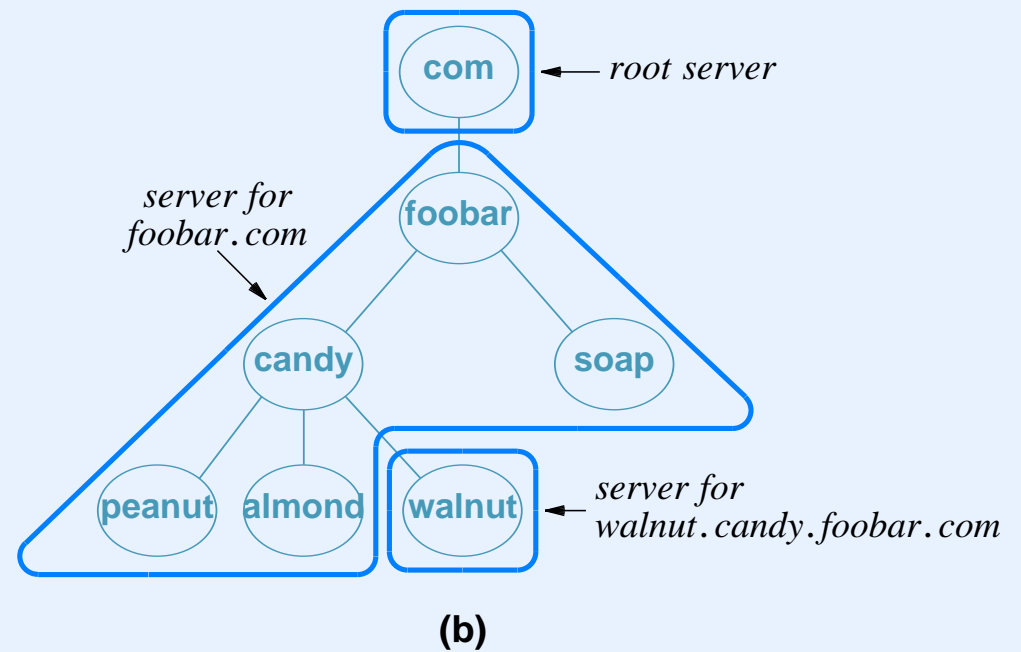 com
root server
server for
foobar.com
foobar
candy
soap
peanut
almond
walnut
server for
walnut.candy.foobar.com
(b)